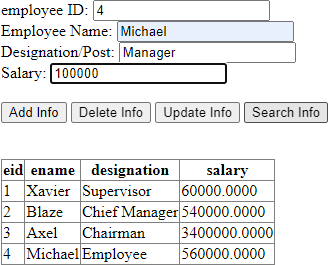 employee ID: 4
Employee Name: Michael
Designation/Post: Manager
Salary: 100000
Add Info Delete Info Update Info Search Info
eid ename designation salary
1 Xavier Supervisor 60000.0000
2 Blaze Chief Manager 540000.0000
3 Axel Chairman 3400000.0000
4 Michael Employee 560000.0000